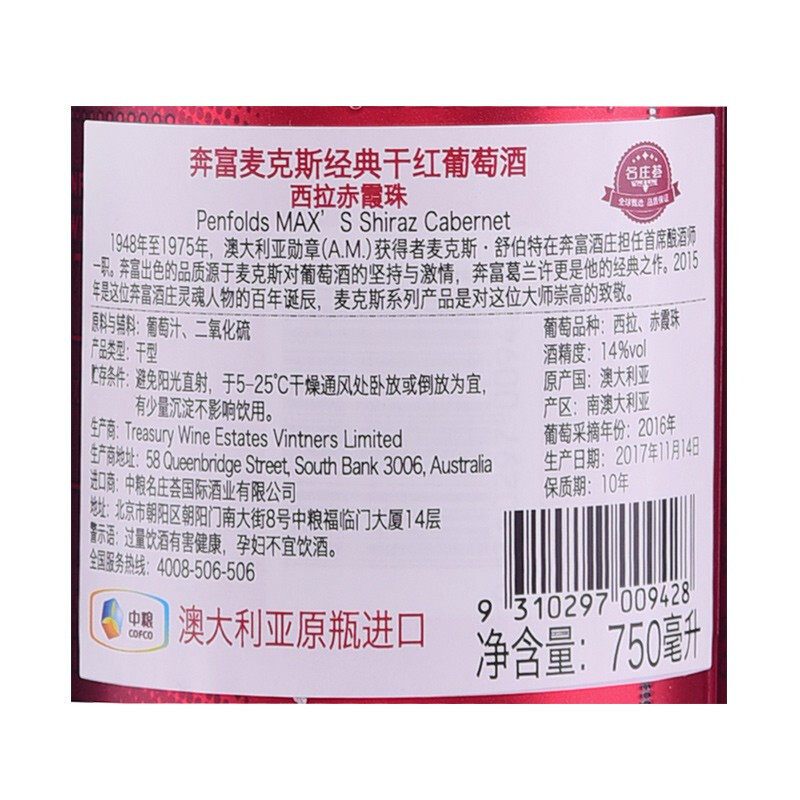 奔富麦克斯经典干红葡萄酒
西拉赤霞珠
Penfolds MAX'S Shiraz Cabernet
名庄荟
全球甄选 品质保证
1948年至1975年，澳大利亚勋章(A.M.)获得者麦克斯·舒伯特在奔富酒庄担任首席酿酒师
一职。奔富出色的品质源于麦克斯对葡萄酒的坚持与激情，奔富葛兰许更是他的经典之作。2015
年是这位奔富酒庄灵魂人物的百年诞辰，麦克斯系列产品是对这位大师崇高的致敬。
原料与辅料：葡萄汁、二氧化硫
产品类型：干型
贮存条件：避免阳光直射，于5-25℃干燥通风处卧放或倒放为宜，
有少量沉淀不影响饮用。
生产商：Treasury Wine Estates Vintners Limited
生产商地址：58 Queenbridge Street, South Bank 3006, Australia
进口商：中粮名庄荟国际酒业有限公司
地址：北京市朝阳区朝阳门南大街8号中粮福临门大厦14层
警示语：过量饮酒有害健康，孕妇不宜饮酒。
全国服务热线：4008-506-506
葡萄品种：西拉、赤霞珠
酒精度：14%vol
原产国：澳大利亚
产区：南澳大利亚
葡萄采摘年份：2016年
生产日期：2017年11月14日
保质期：10年
9 310297 009428
中粮
COFCO
澳大利亚原瓶进口
净含量：750毫升